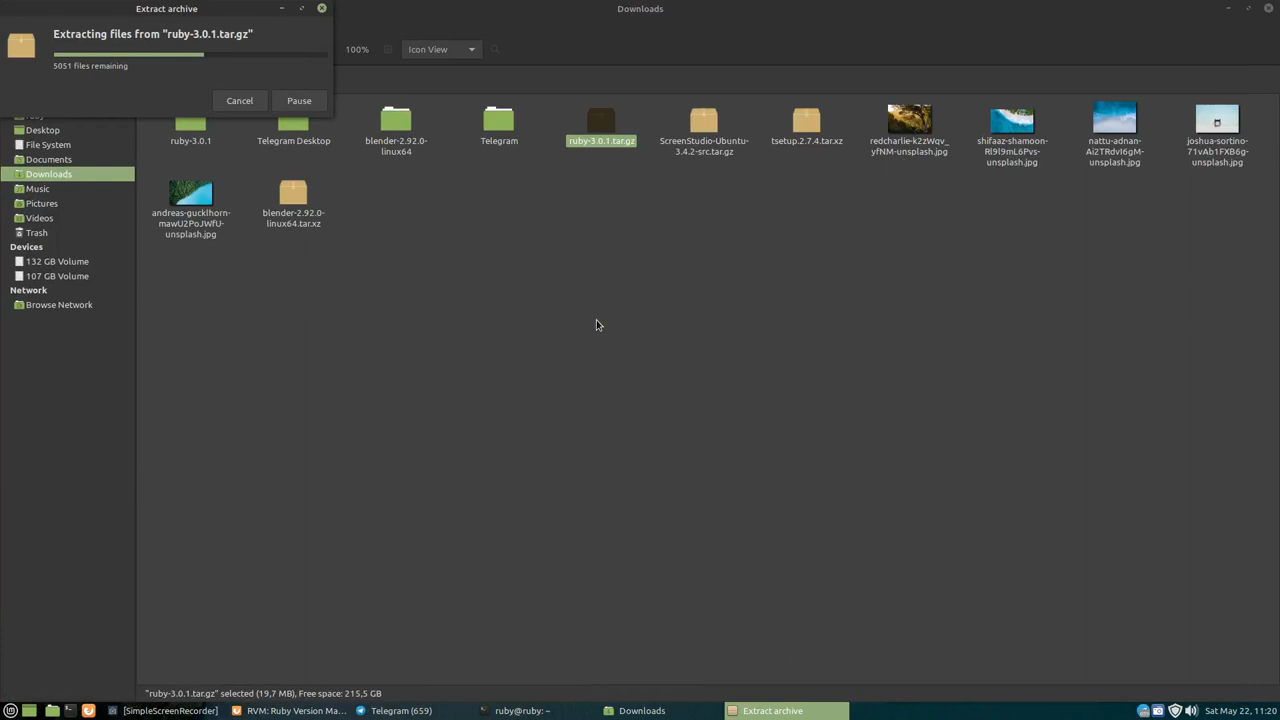 Extract archive
Downloads
Extracting files from "ruby-3.0.1.tar.gz"
5051 files remaining
Cancel
Pause
100%
Icon View
Desktop
File System
Documents
Downloads
Music
Pictures
Videos
Trash
Devices
132 GB Volume
107 GB Volume
Network
Browse Network
ruby-3.0.1
Telegram Desktop
blender-2.92.0-
linux64
Telegram
ruby-3.0.1.tar.gz
ScreenStudio-Ubuntu-
3.4.2-src.tar.gz
tsetup.2.7.4.tar.xz
redcharlie-k2zWqv_
yfNM-unsplash.jpg
shifaaz-shamoon-
Rl9l9mL6Pvs-
unsplash.jpg
nattu-adnan-
Ai2TRdvI6gM-
unsplash.jpg
joshua-sortino-
71vAb1FXB6g-
unsplash.jpg
andreas-gucklhorn-
mawU2PoJWfU-
unsplash.jpg
blender-2.92.0-
linux64.tar.xz
"ruby-3.0.1.tar.gz" selected (19,7 MB), Free space: 215,5 GB
[SimpleScreenRecorder]
RVM: Ruby Version Ma...
Telegram (659)
ruby@ruby: ~
Downloads
Extract archive
Sat May 22, 11:20